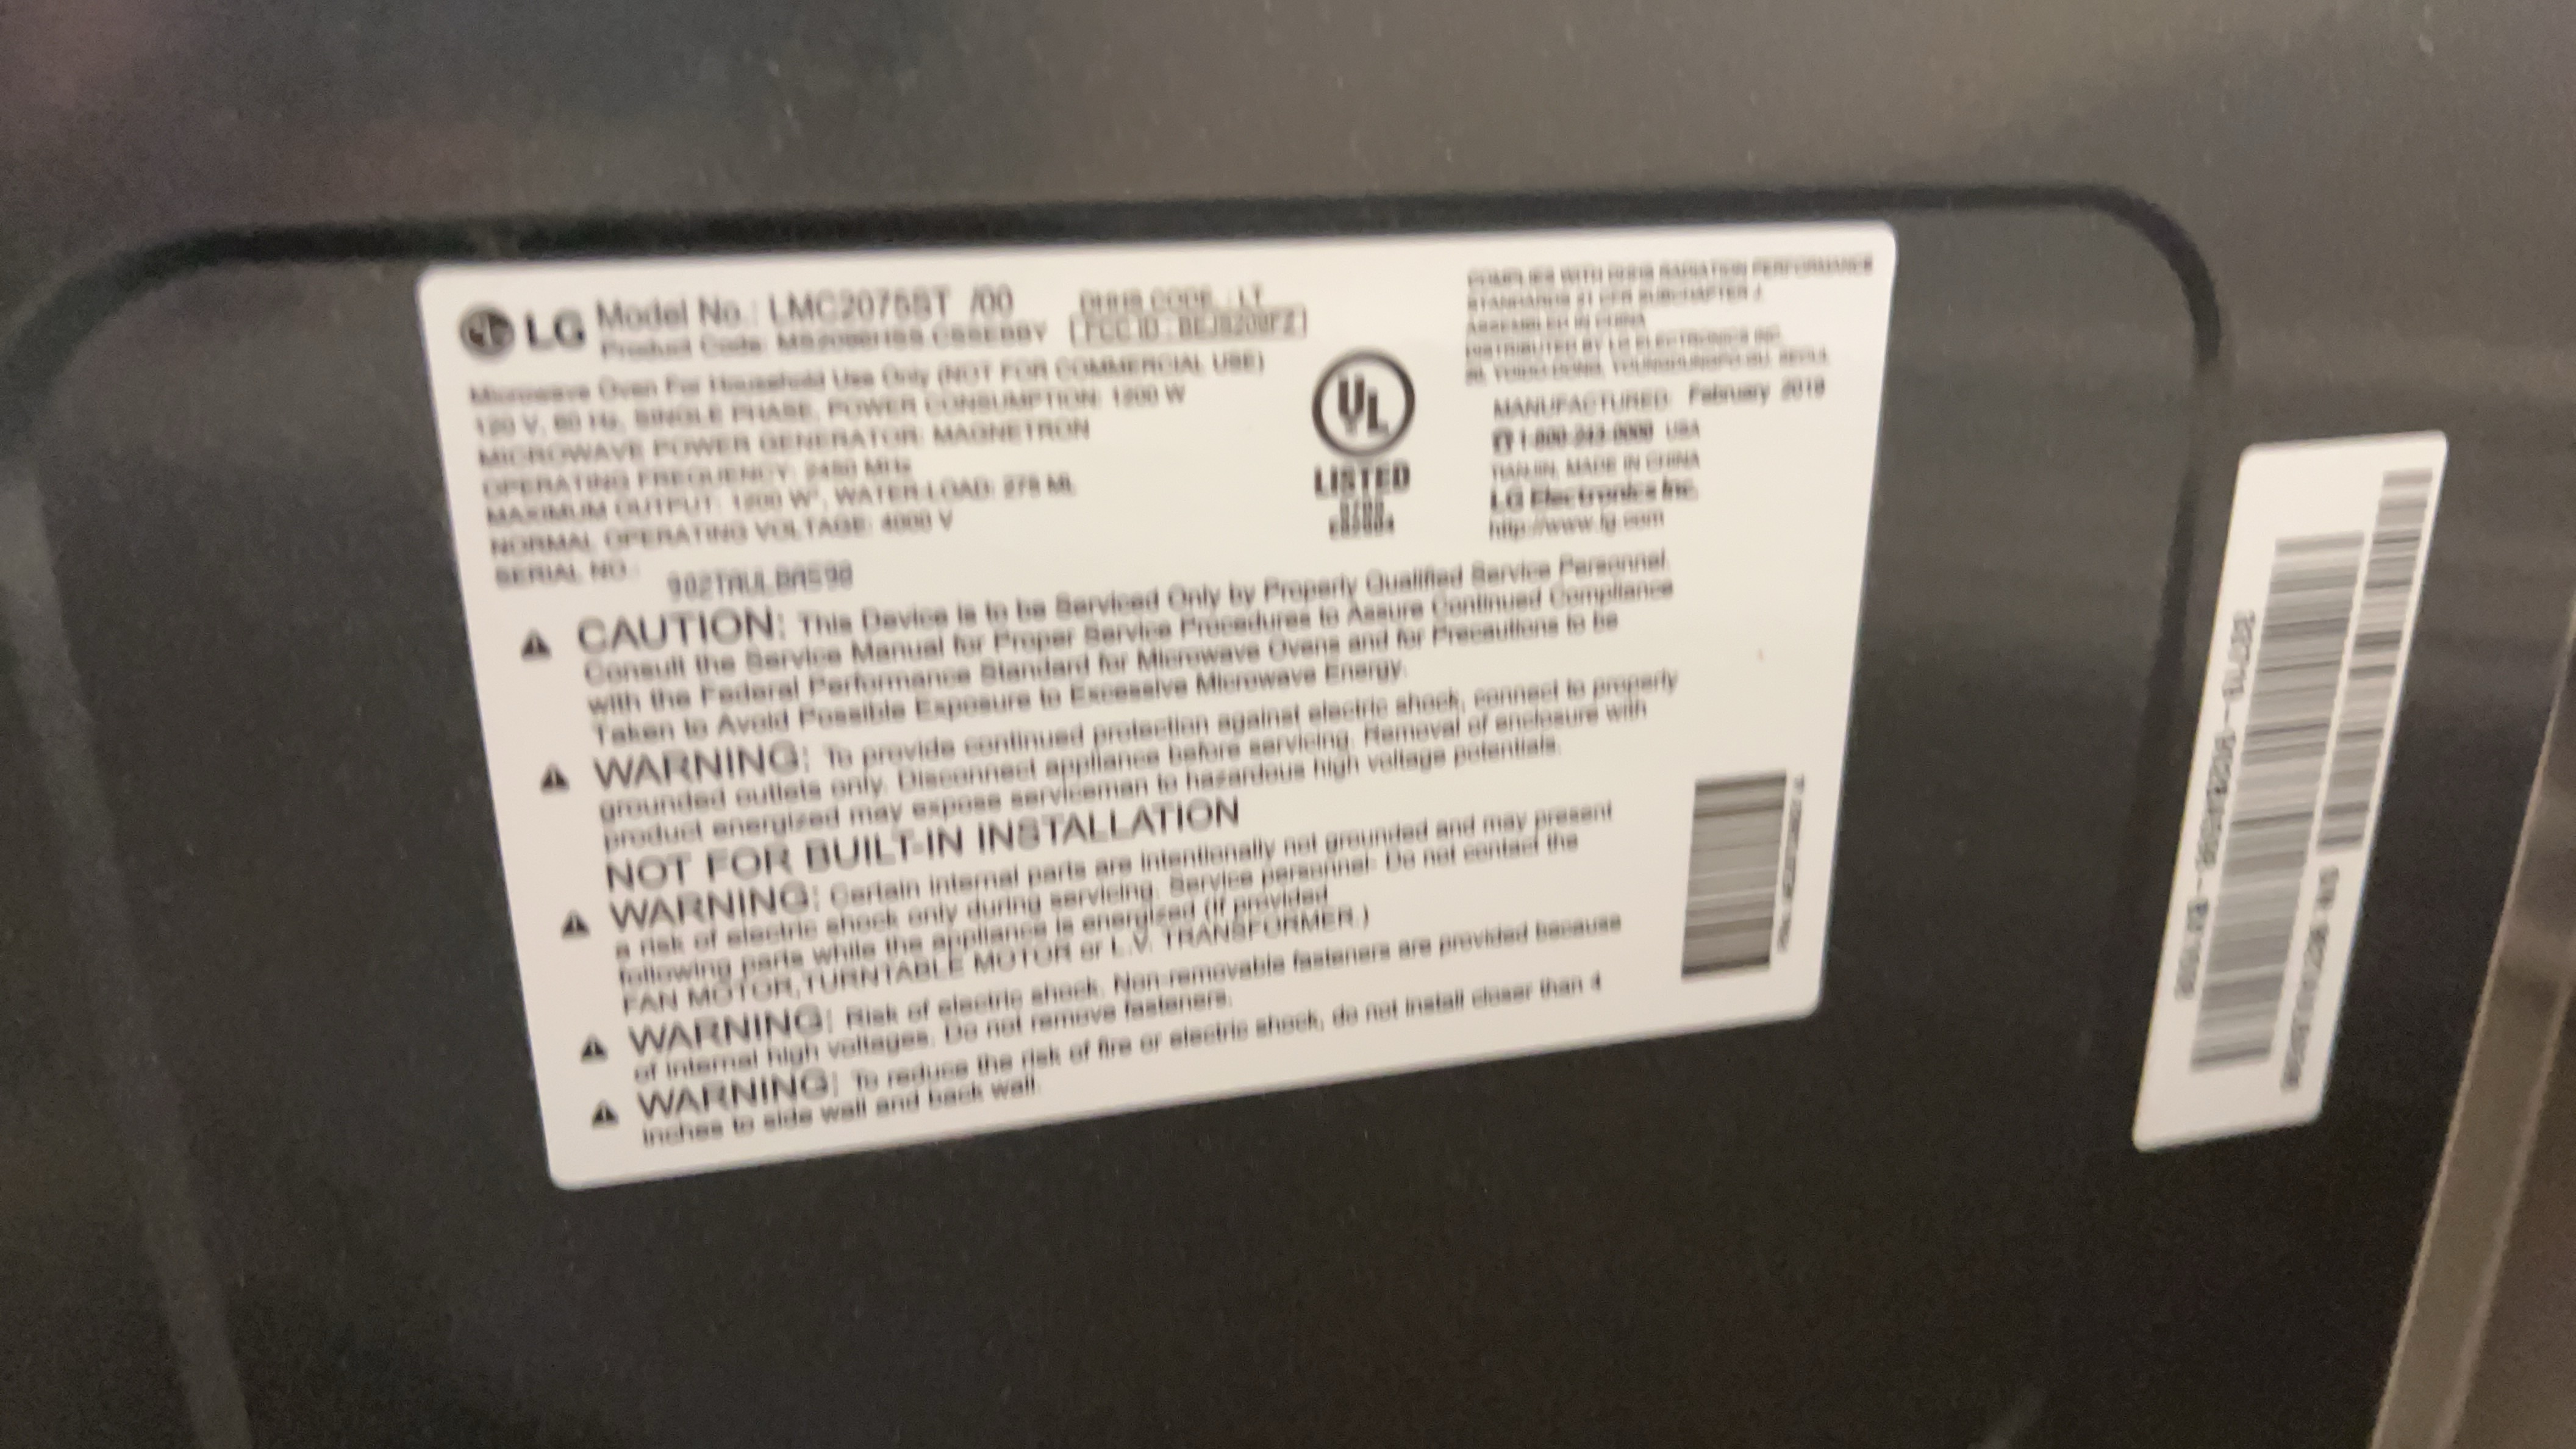 LG Model No.: LMC2075ST /00
DHHS CODE : LT
Product Code:
FCC ID :
Microwave Oven For Household Use Only (NOT FOR COMMERCIAL USE)
120 V, 60 Hz, SINGLE PHASE, POWER CONSUMPTION: 1200 W
MICROWAVE POWER GENERATOR: MAGNETRON
OPERATING FREQUENCY: 2450 MHz
MAXIMUM OUTPUT: 1200 W*, WATER-LOAD: 275 ML
NORMAL OPERATING VOLTAGE: 4000 V
SERIAL NO.:
UL
LISTED
COMPLIES WITH DHHS RADIATION PERFORMANCE
STANDARDS 21 CFR SUBCHAPTER J.
ASSEMBLED IN CHINA
DISTRIBUTED BY LG ELECTRONICS INC.
SEOUL
MANUFACTURED: February 2019
1-800-243-0000 USA
TIANJIN, MADE IN CHINA
LG Electronics Inc.
http://www.lg.com
CAUTION: This Device is to be Serviced Only by Properly Qualified Service Personnel.
Consult the Service Manual for Proper Service Procedures to Assure Continued Compliance
with the Federal Performance Standard for Microwave Ovens and for Precautions to be
Taken to Avoid Possible Exposure to Excessive Microwave Energy.
WARNING: To provide continued protection against electric shock, connect to properly
grounded outlets only. Disconnect appliance before servicing. Removal of enclosure with
product energized may expose serviceman to hazardous high voltage potentials.
NOT FOR BUILT-IN INSTALLATION
WARNING: Certain internal parts are intentionally not grounded and may present
a risk of electric shock only during servicing. Service personnel- Do not contact the
following parts while the appliance is energized (If provided
FAN MOTOR,TURNTABLE MOTOR or L.V. TRANSFORMER.)
WARNING: Risk of electric shock. Non-removable fasteners are provided because
of internal high voltages. Do not remove fasteners.
WARNING: To reduce the risk of fire or electric shock, do not install closer than 4
inches to side wall and back wall.